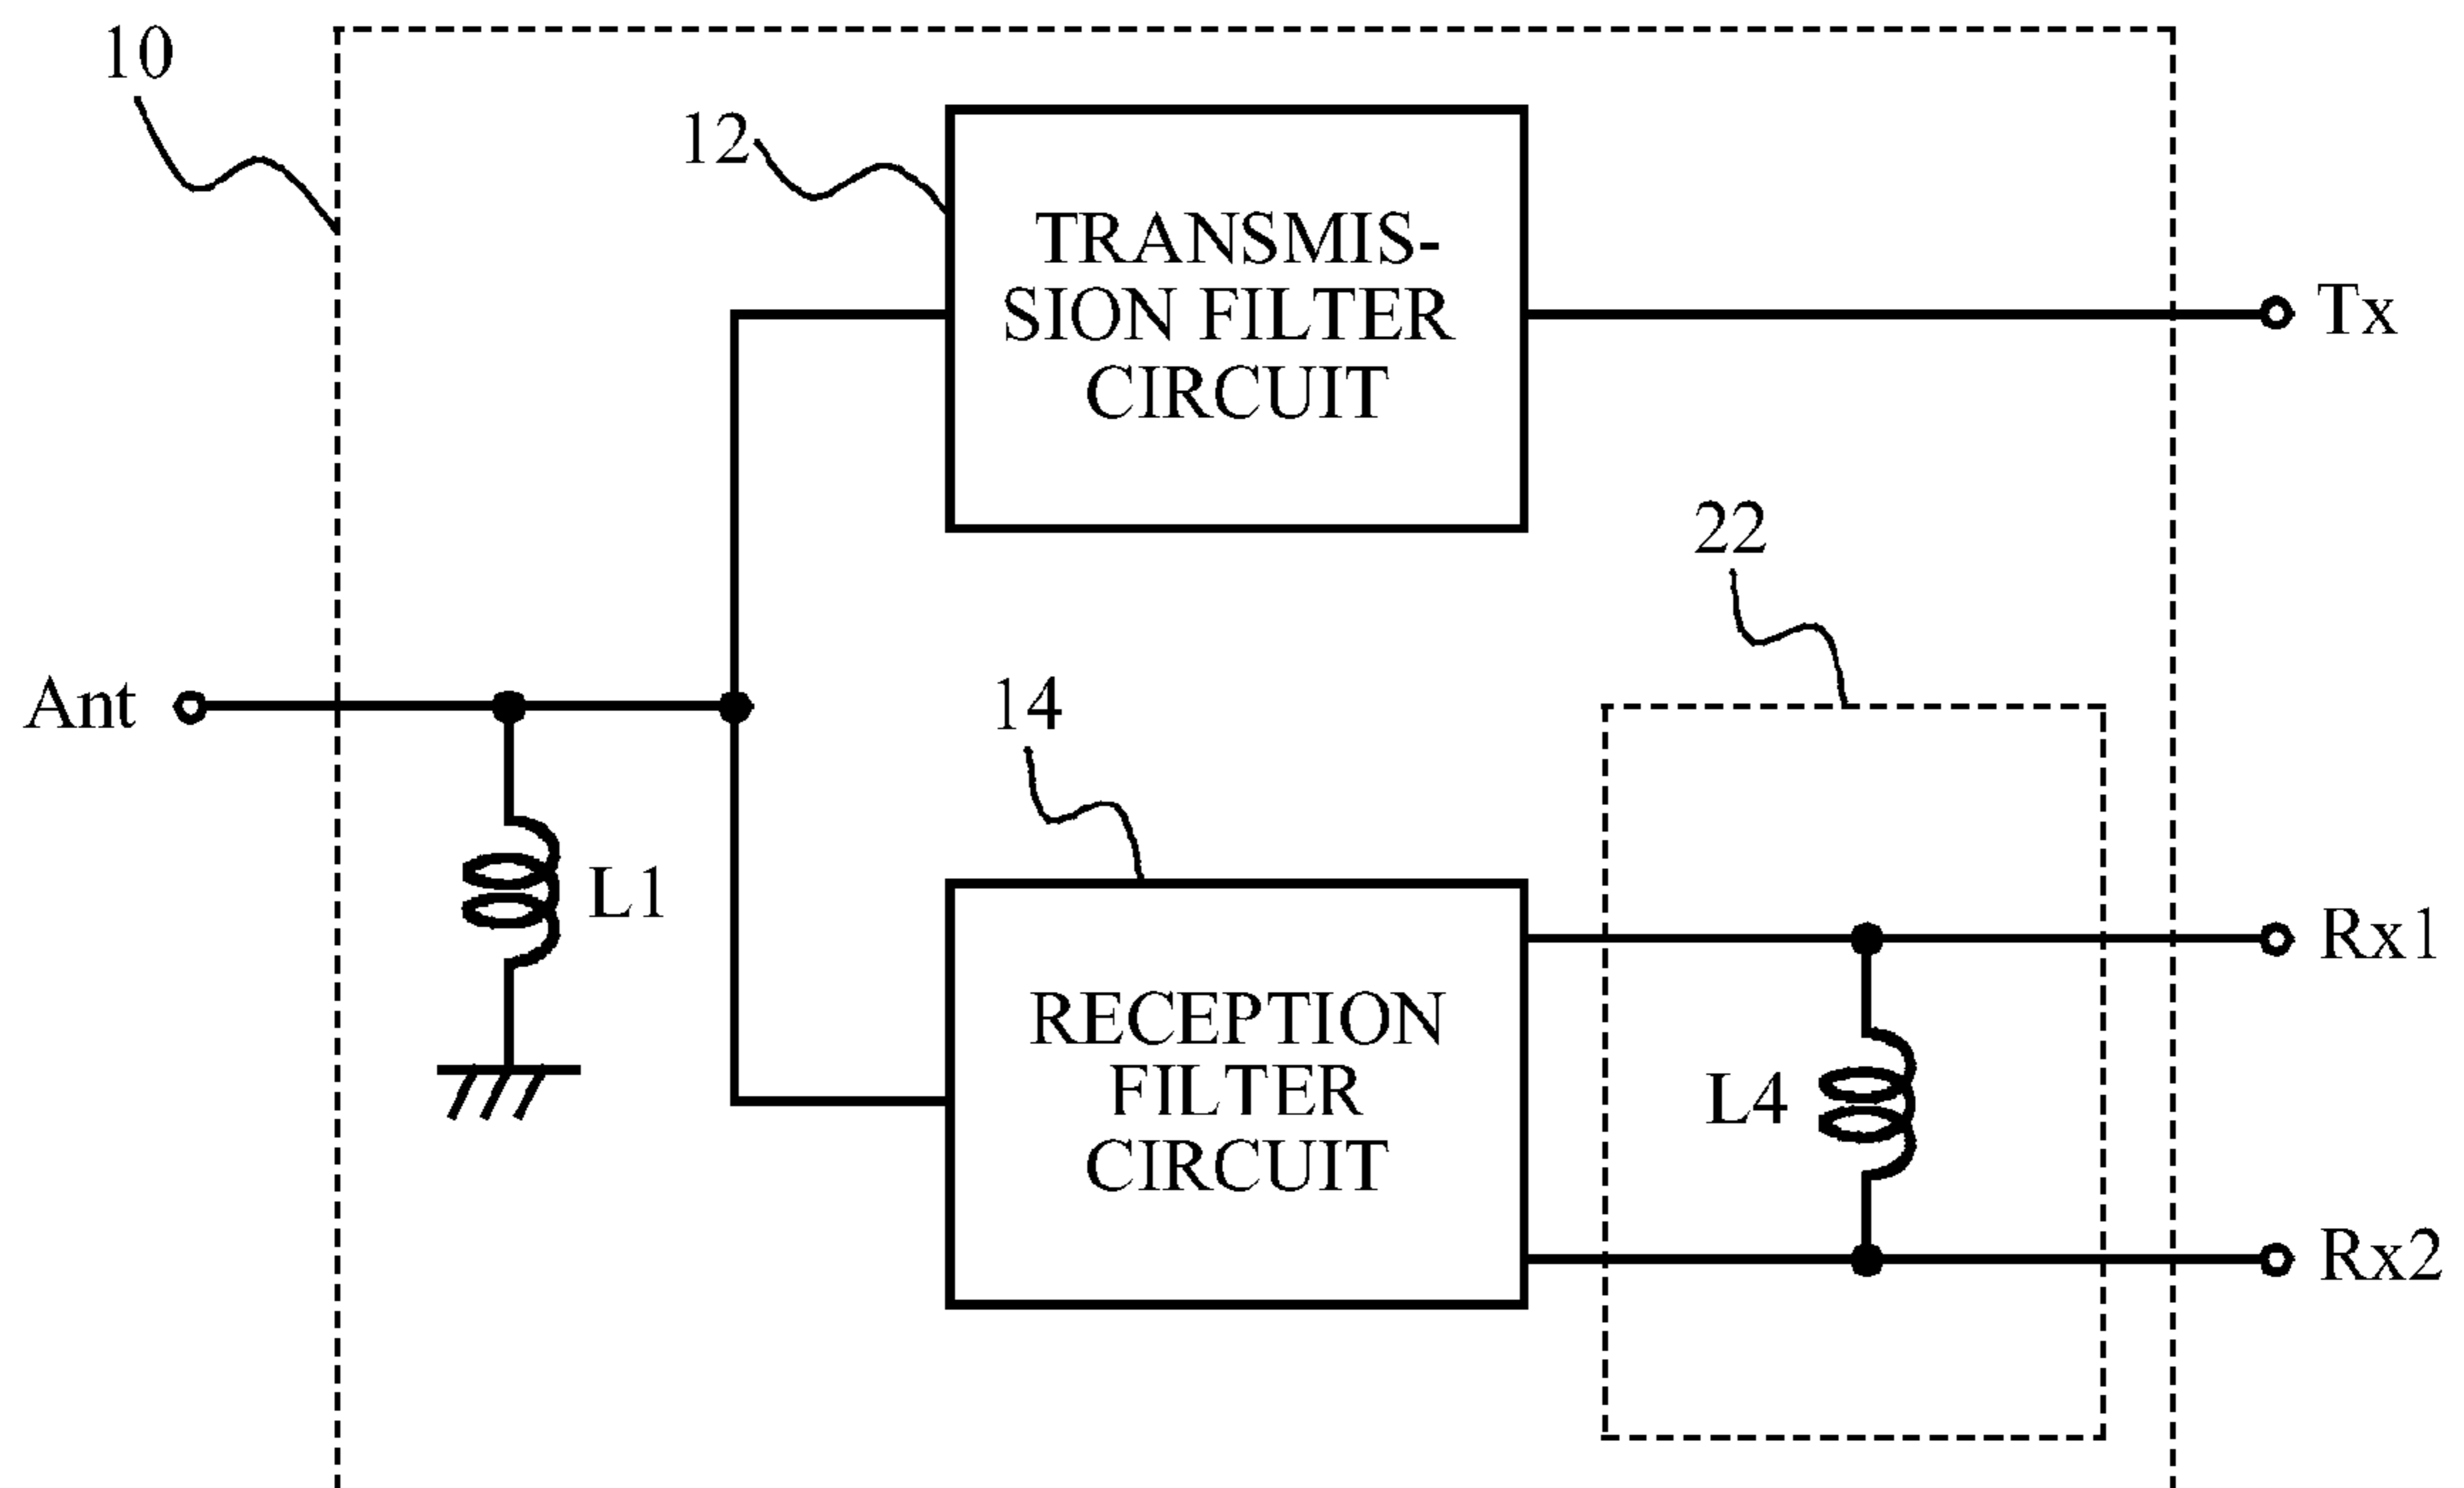 10
12
TRANSMIS-
SION FILTER
CIRCUIT
Tx
22
Ant
14
L1
Rx1
RECEPTION
FILTER
CIRCUIT
L4
Rx2